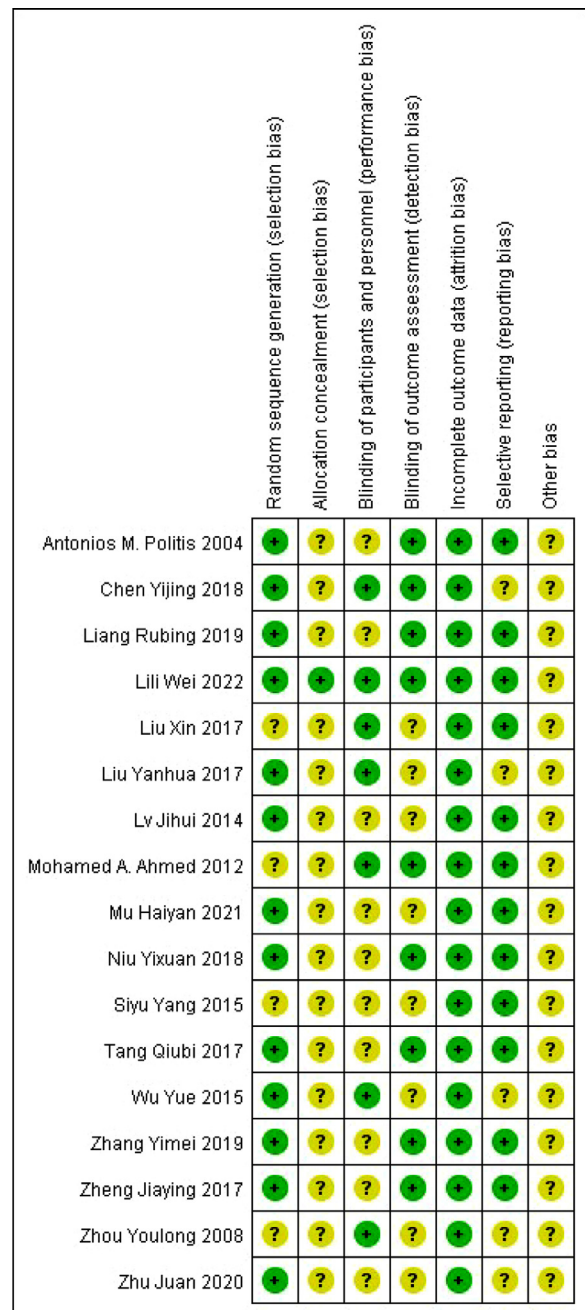 Random sequence generation (selection bias)
Allocation concealment (selection bias)
Blinding of participants and personnel (performance bias)
Blinding of outcome assessment (detection bias)
Incomplete outcome data (attrition bias)
Selective reporting (reporting bias)
Other bias
Antonios M. Politis 2004 + ? ? + + + ?
Chen Yijing 2018 + ? + + + ? ?
Liang Rubing 2019 + ? ? + + + ?
Lili Wei 2022 + + + + + + ?
Liu Xin 2017 ? ? + ? + + ?
Liu Yanhua 2017 + ? + ? + ? ?
Lv Jihui 2014 + ? ? ? + + ?
Mohamed A. Ahmed 2012 ? ? + + + + ?
Mu Haiyan 2021 + ? ? ? + + ?
Niu Yixuan 2018 + ? ? + + + ?
Siyu Yang 2015 ? ? ? ? + + ?
Tang Qiubi 2017 + ? ? + + + ?
Wu Yue 2015 + ? + ? + ? ?
Zhang Yimei 2019 + ? ? + + + ?
Zheng Jiaying 2017 + ? ? + + + ?
Zhou Youlong 2008 ? ? + ? + ? ?
Zhu Juan 2020 + ? ? ? + ? ?